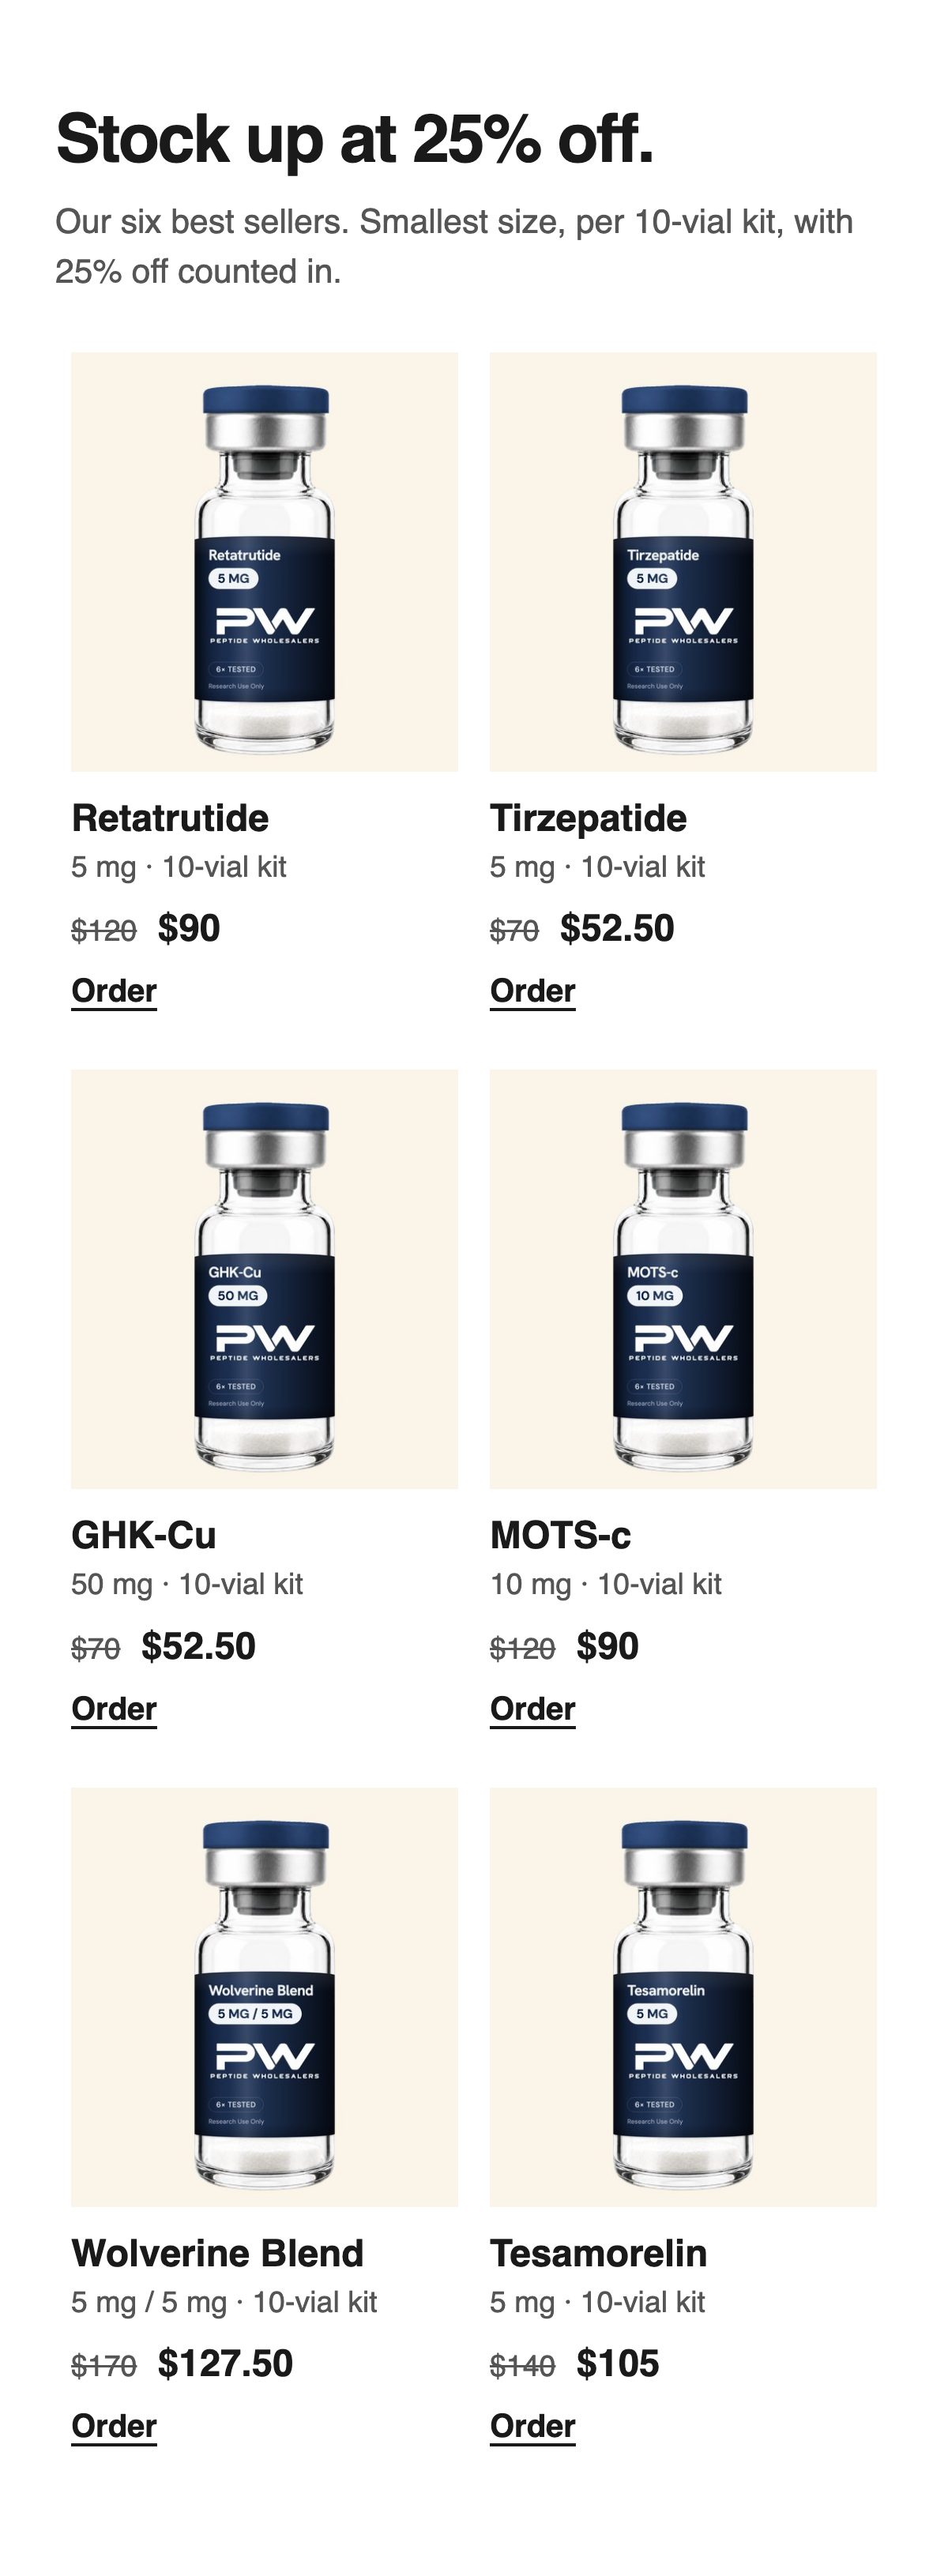 Stock up at 25% off.
Our six best sellers. Smallest size, per 10-vial kit, with
25% off counted in.
Retatrutide
5 MG
PW
PEPTIDE WHOLESALERS
6× TESTED
Research Use Only
Tirzepatide
5 MG
PW
PEPTIDE WHOLESALERS
6× TESTED
Research Use Only
Retatrutide
5 mg · 10-vial kit
$120 $90
Order
Tirzepatide
5 mg · 10-vial kit
$70 $52.50
Order
GHK-Cu
50 MG
PW
PEPTIDE WHOLESALERS
6× TESTED
Research Use Only
MOTS-c
10 MG
PW
PEPTIDE WHOLESALERS
6× TESTED
Research Use Only
GHK-Cu
50 mg · 10-vial kit
$70 $52.50
Order
MOTS-c
10 mg · 10-vial kit
$120 $90
Order
Wolverine Blend
5 MG / 5 MG
PW
PEPTIDE WHOLESALERS
6× TESTED
Research Use Only
Tesamorelin
5 MG
PW
PEPTIDE WHOLESALERS
6× TESTED
Research Use Only
Wolverine Blend
5 mg / 5 mg · 10-vial kit
$170 $127.50
Order
Tesamorelin
5 mg · 10-vial kit
$140 $105
Order